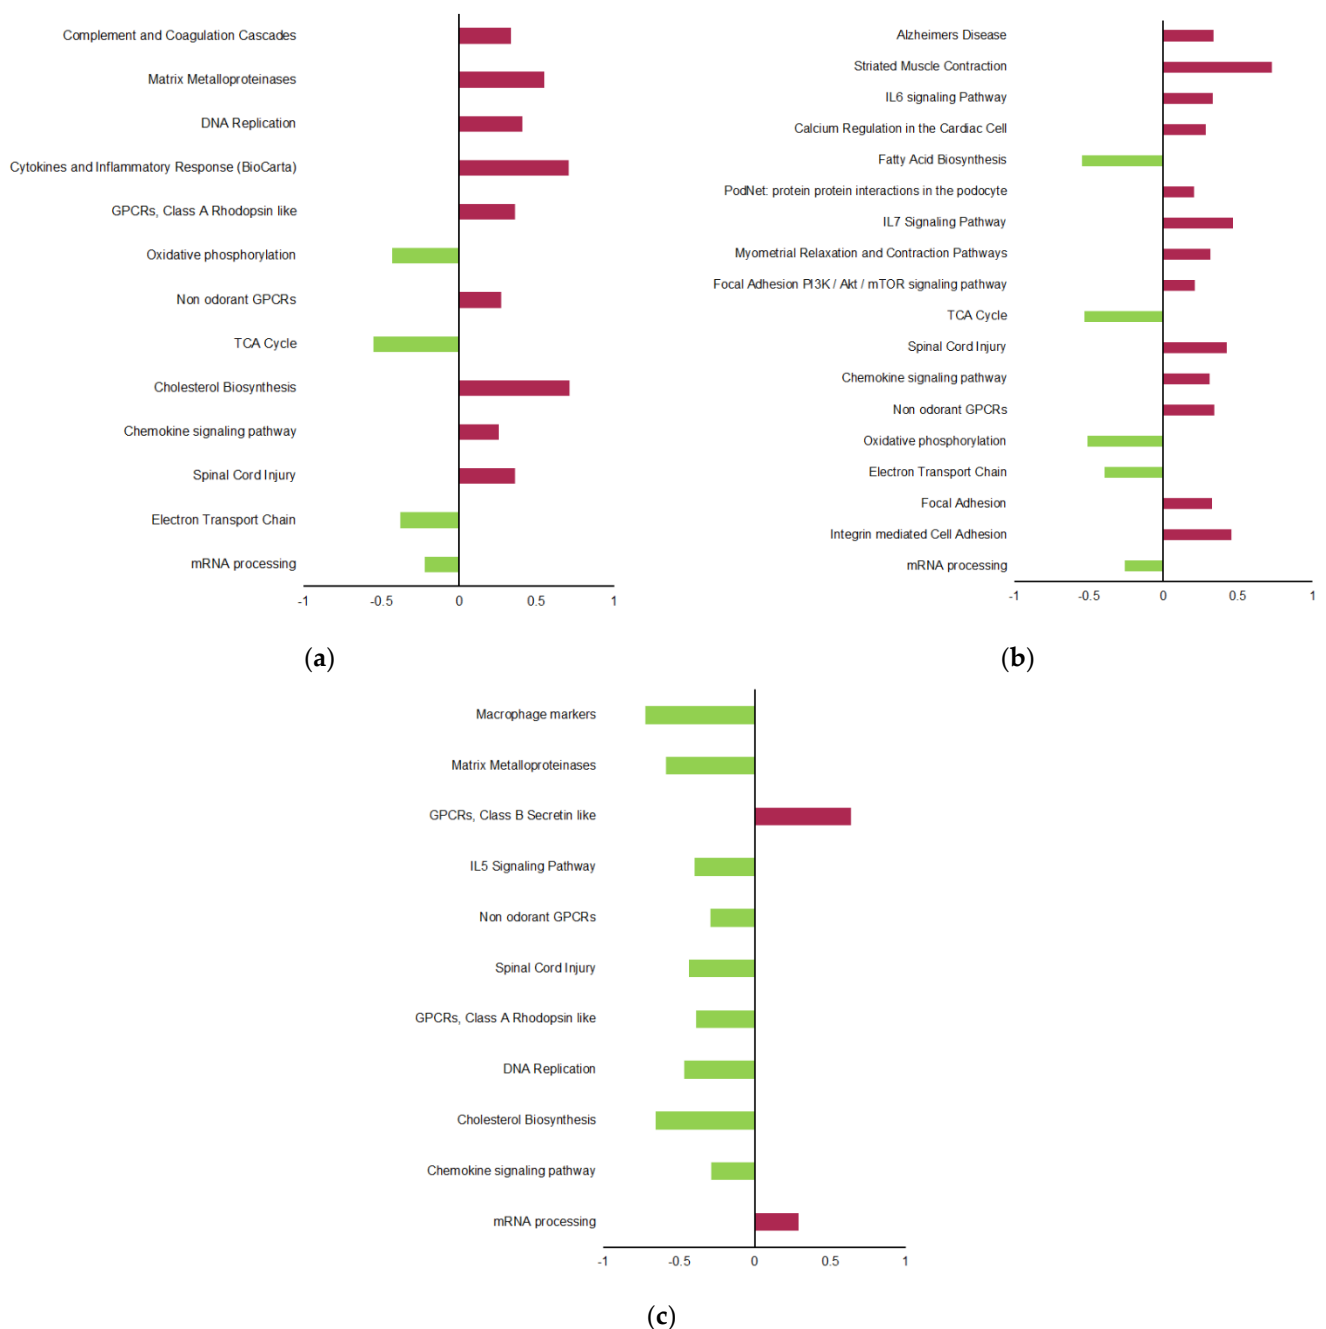 Complement and Coagulation Cascades
Matrix Metalloproteinases
DNA Replication
Cytokines and Inflammatory Response (BioCarta)
GPCRs, Class A Rhodopsin like
Oxidative phosphorylation
Non odorant GPCRs
TCA Cycle
Cholesterol Biosynthesis
Chemokine signaling pathway
Spinal Cord Injury
Electron Transport Chain
mRNA processing
-1 -0.5 0 0.5 1
(a)
Alzheimers Disease
Striated Muscle Contraction
IL6 signaling Pathway
Calcium Regulation in the Cardiac Cell
Fatty Acid Biosynthesis
PodNet: protein protein interactions in the podocyte
IL7 Signaling Pathway
Myometrial Relaxation and Contraction Pathways
Focal Adhesion PI3K / Akt / mTOR signaling pathway
TCA Cycle
Spinal Cord Injury
Chemokine signaling pathway
Non odorant GPCRs
Oxidative phosphorylation
Electron Transport Chain
Focal Adhesion
Integrin mediated Cell Adhesion
mRNA processing
-1 -0.5 0 0.5 1
(b)
Macrophage markers
Matrix Metalloproteinases
GPCRs, Class B Secretin like
IL5 Signaling Pathway
Non odorant GPCRs
Spinal Cord Injury
GPCRs, Class A Rhodopsin like
DNA Replication
Cholesterol Biosynthesis
Chemokine signaling pathway
mRNA processing
-1 -0.5 0 0.5 1
(c)